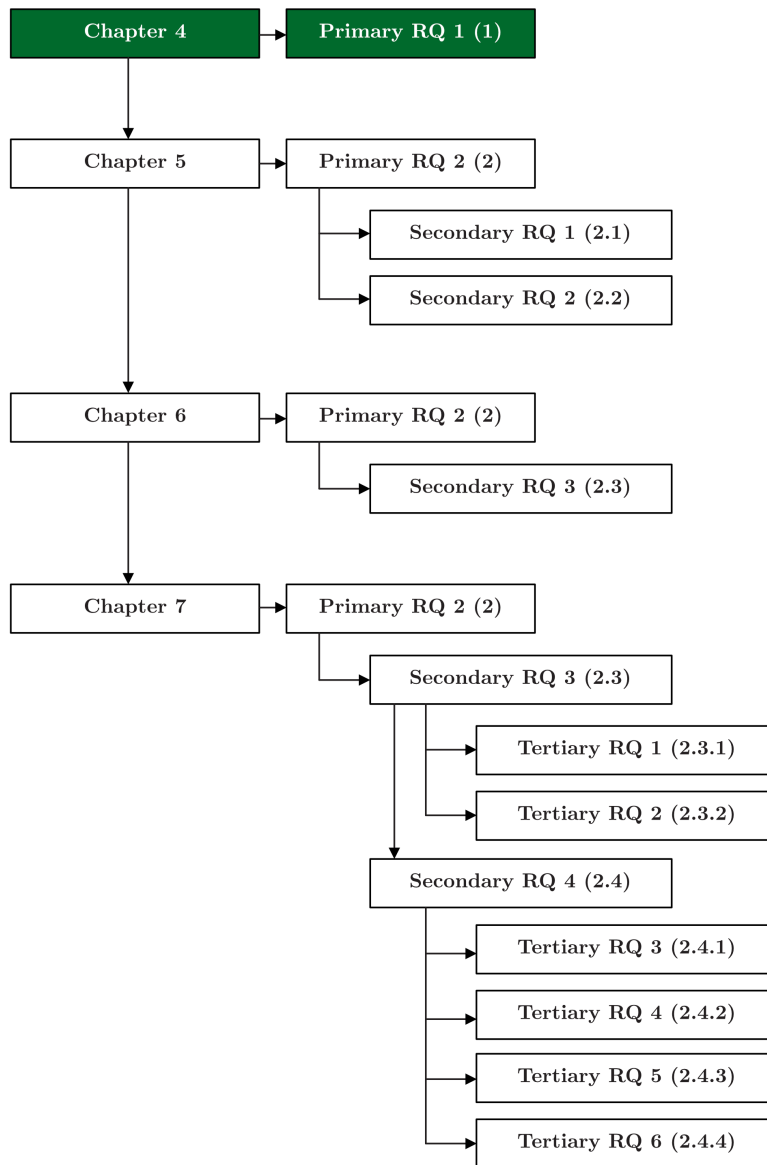 Chapter 4
Primary RQ 1 (1)
Chapter 5
Primary RQ 2 (2)
Secondary RQ 1 (2.1)
Secondary RQ 2 (2.2)
Chapter 6
Primary RQ 2 (2)
Secondary RQ 3 (2.3)
Chapter 7
Primary RQ 2 (2)
Secondary RQ 3 (2.3)
Tertiary RQ 1 (2.3.1)
Tertiary RQ 2 (2.3.2)
Secondary RQ 4 (2.4)
Tertiary RQ 3 (2.4.1)
Tertiary RQ 4 (2.4.2)
Tertiary RQ 5 (2.4.3)
Tertiary RQ 6 (2.4.4)